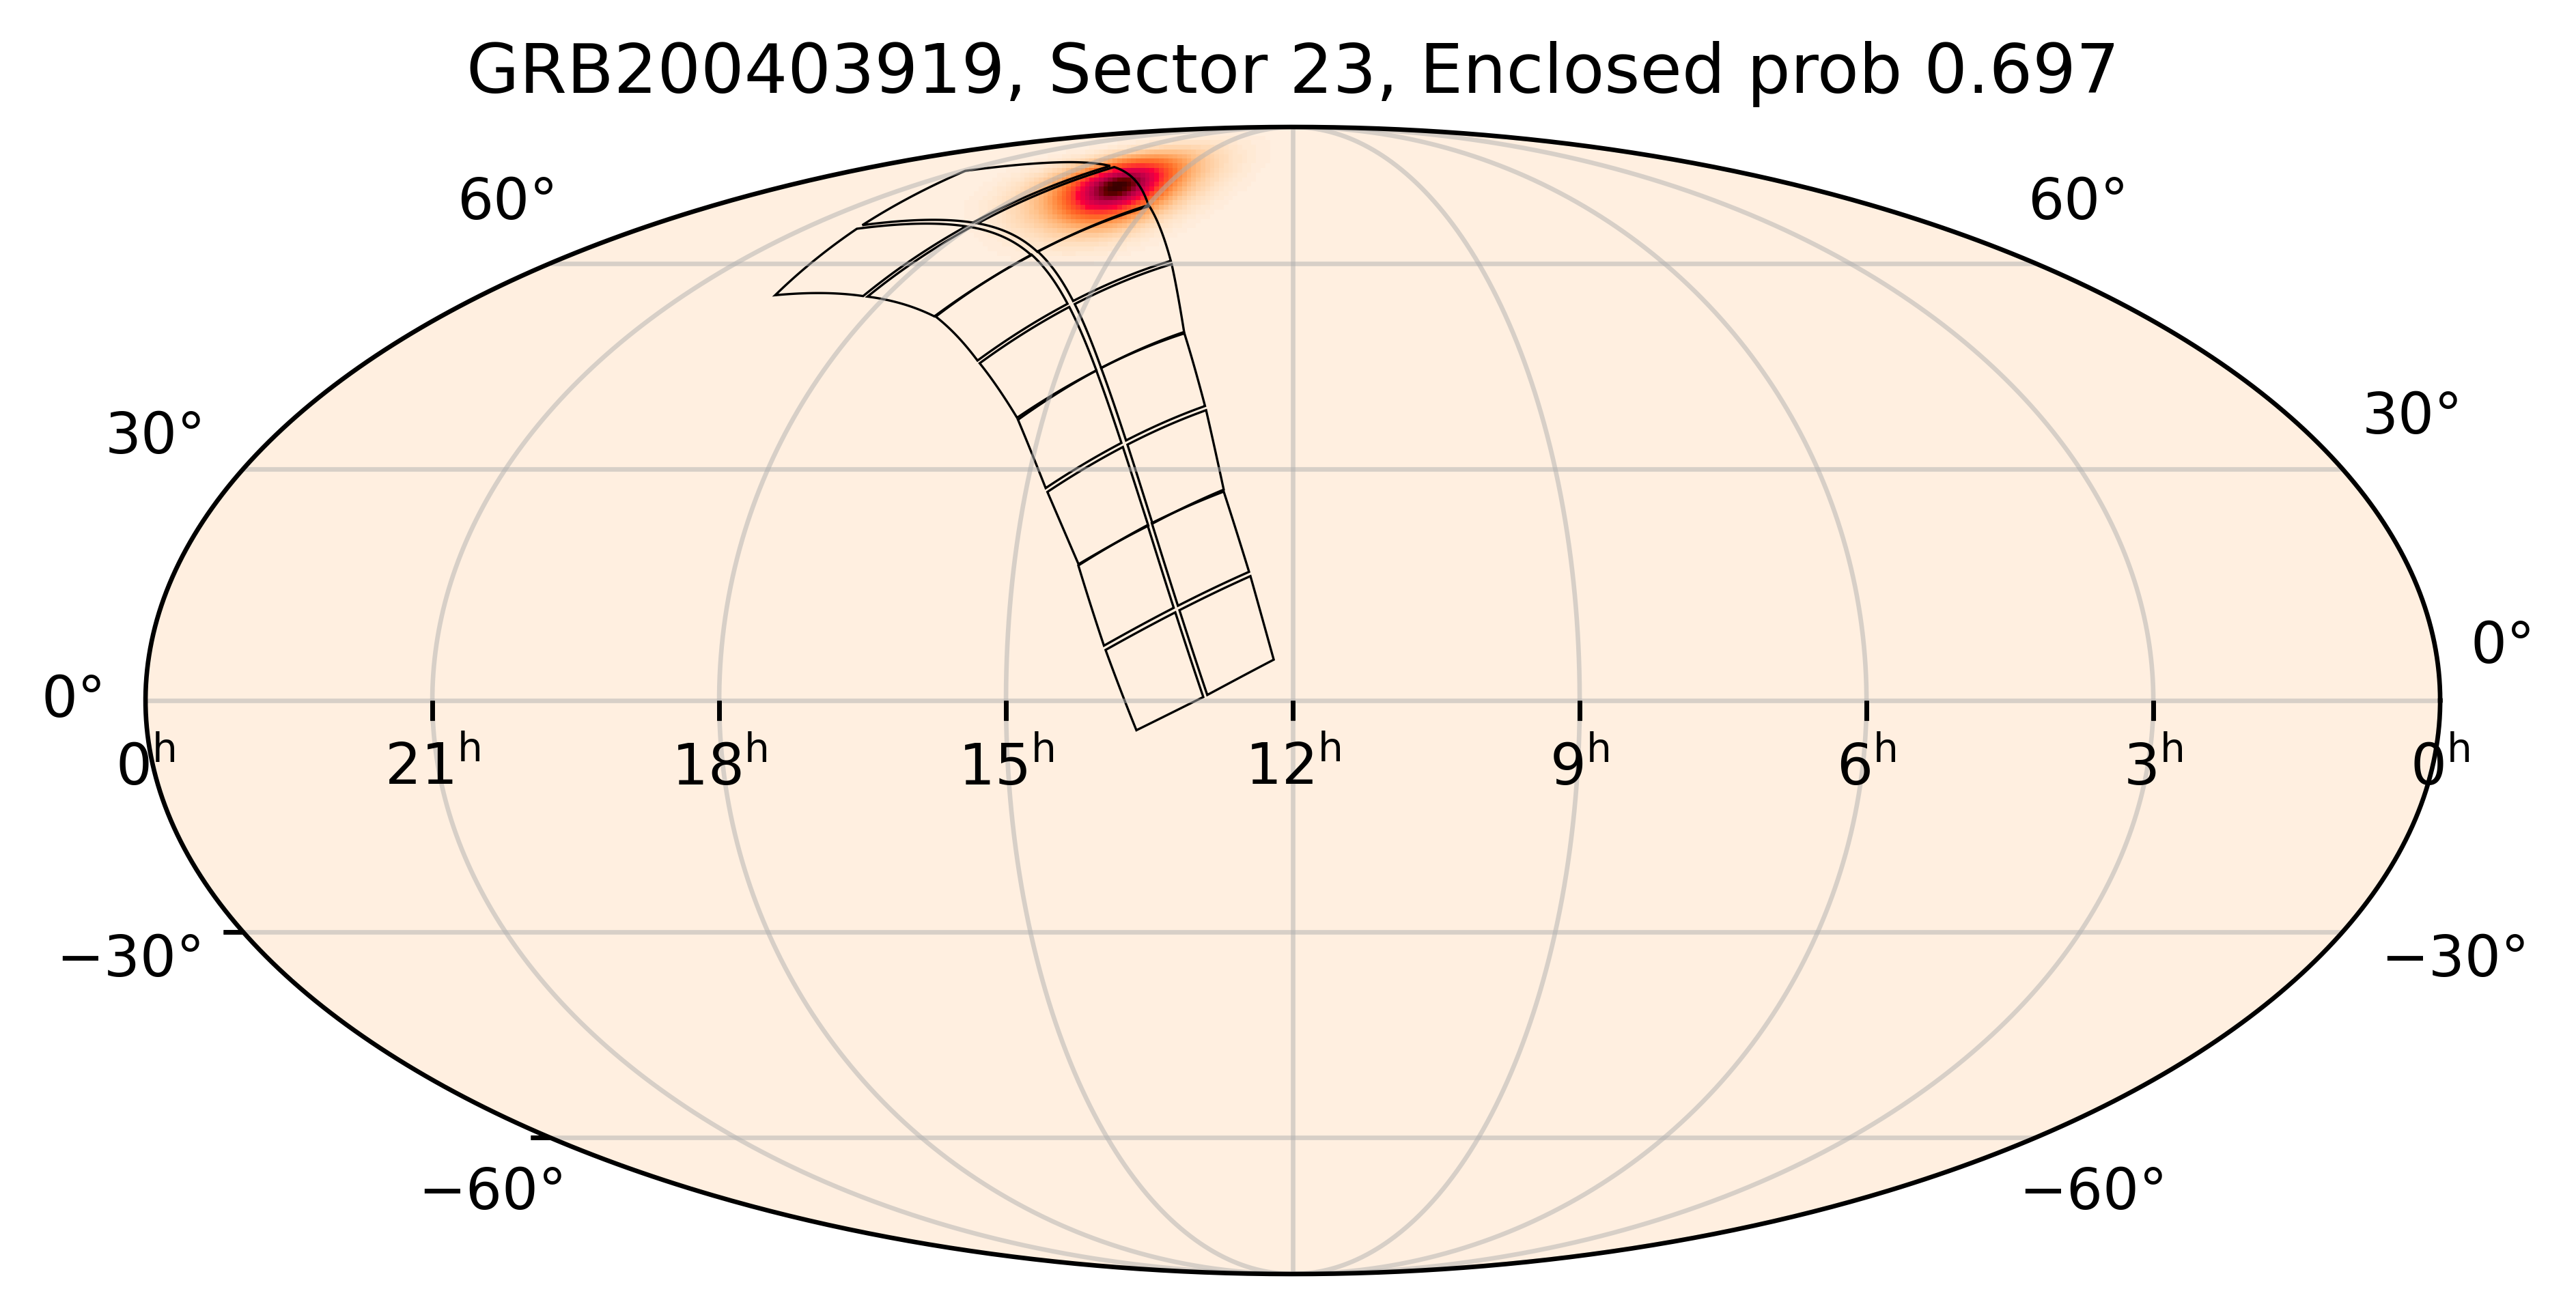 GRB200403919, Sector 23, Enclosed prob 0.697
60° 60°
30° 30°
0° 0°
0h 21h 18h 15h 12h 9h 6h 3h 0h
−30° −30°
−60° −60°